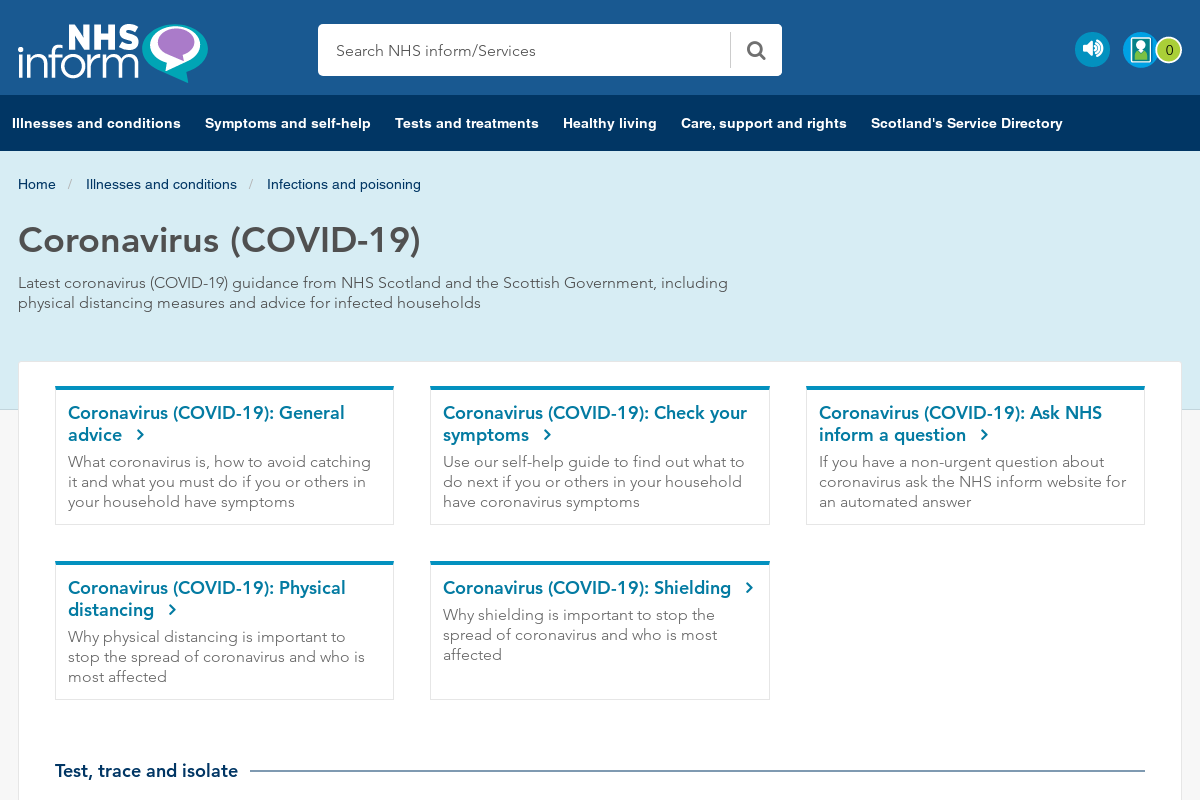 NHS
inform
Search NHS inform/Services
0
Illnesses and conditions Symptoms and self-help Tests and treatments Healthy living Care, support and rights Scotland's Service Directory
Home / Illnesses and conditions / Infections and poisoning
Coronavirus (COVID-19)
Latest coronavirus (COVID-19) guidance from NHS Scotland and the Scottish Government, including
physical distancing measures and advice for infected households
Coronavirus (COVID-19): General
advice
What coronavirus is, how to avoid catching
it and what you must do if you or others in
your household have symptoms
Coronavirus (COVID-19): Check your
symptoms
Use our self-help guide to find out what to
do next if you or others in your household
have coronavirus symptoms
Coronavirus (COVID-19): Ask NHS
inform a question
If you have a non-urgent question about
coronavirus ask the NHS inform website for
an automated answer
Coronavirus (COVID-19): Physical
distancing
Why physical distancing is important to
stop the spread of coronavirus and who is
most affected
Coronavirus (COVID-19): Shielding
Why shielding is important to stop the
spread of coronavirus and who is most
affected
Test, trace and isolate